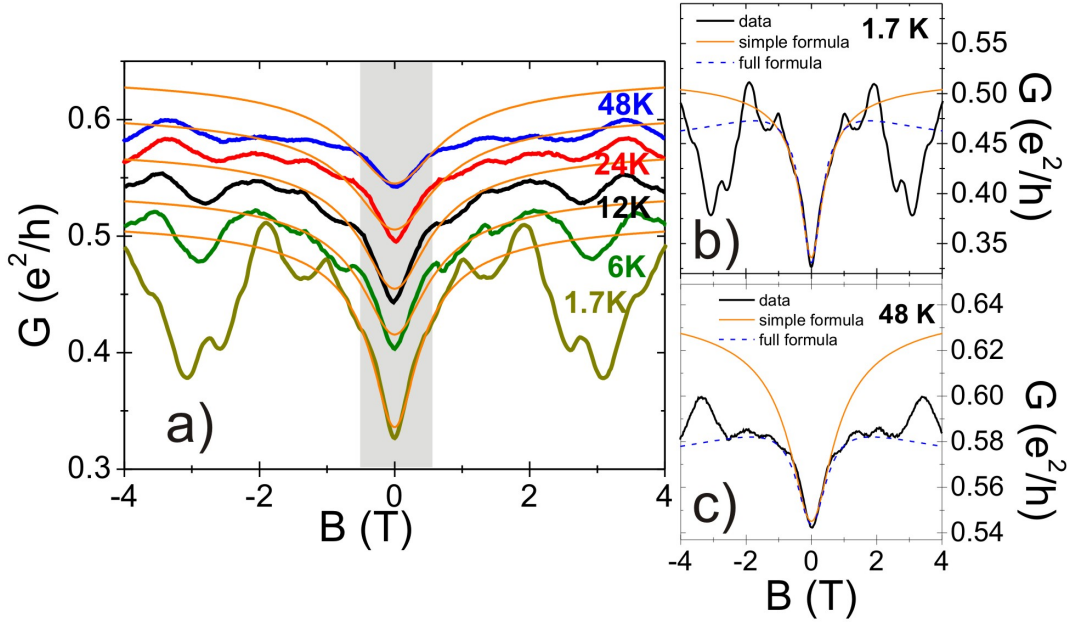 48K
24K
12K
6K
1.7K
a)
0.6
0.5
0.4
0.3
-4
-2
0
2
4
G (e²/h)
B (T)
data
simple formula
full formula
1.7 K
b)
0.55
0.50
0.45
0.40
0.35
G (e²/h)
data
simple formula
full formula
48 K
c)
0.64
0.62
0.60
0.58
0.56
0.54
-4
-2
0
2
4
G (e²/h)
B (T)